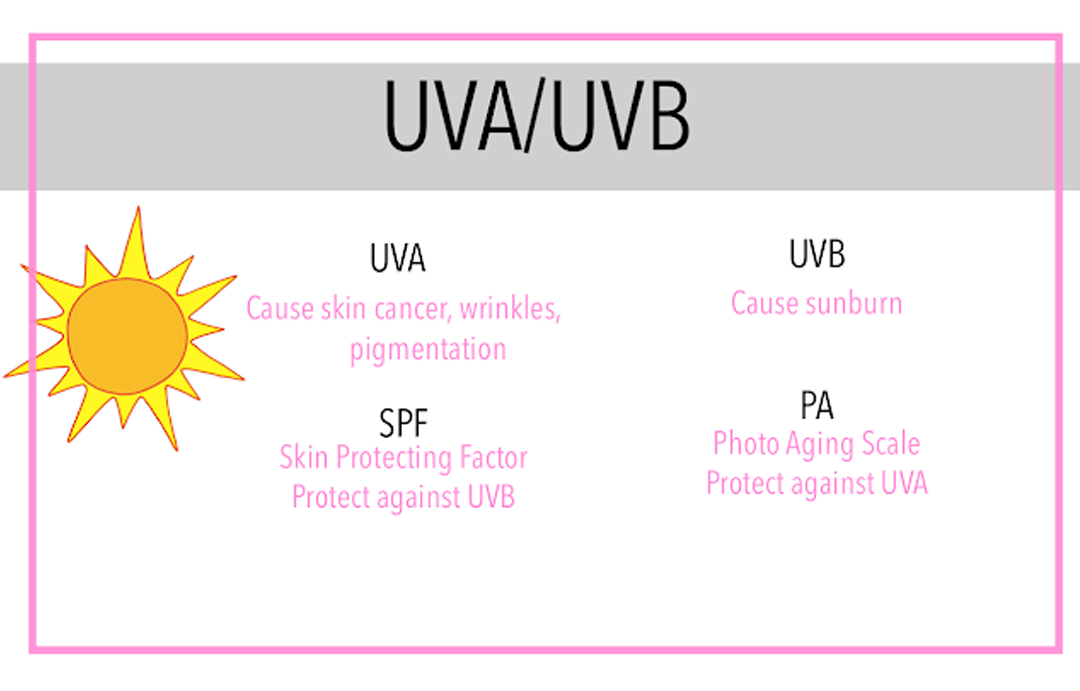 UVA/UVB
UVA
Cause skin cancer, wrinkles,
pigmentation
UVB
Cause sunburn
SPF
Skin Protecting Factor
Protect against UVB
PA
Photo Aging Scale
Protect against UVA